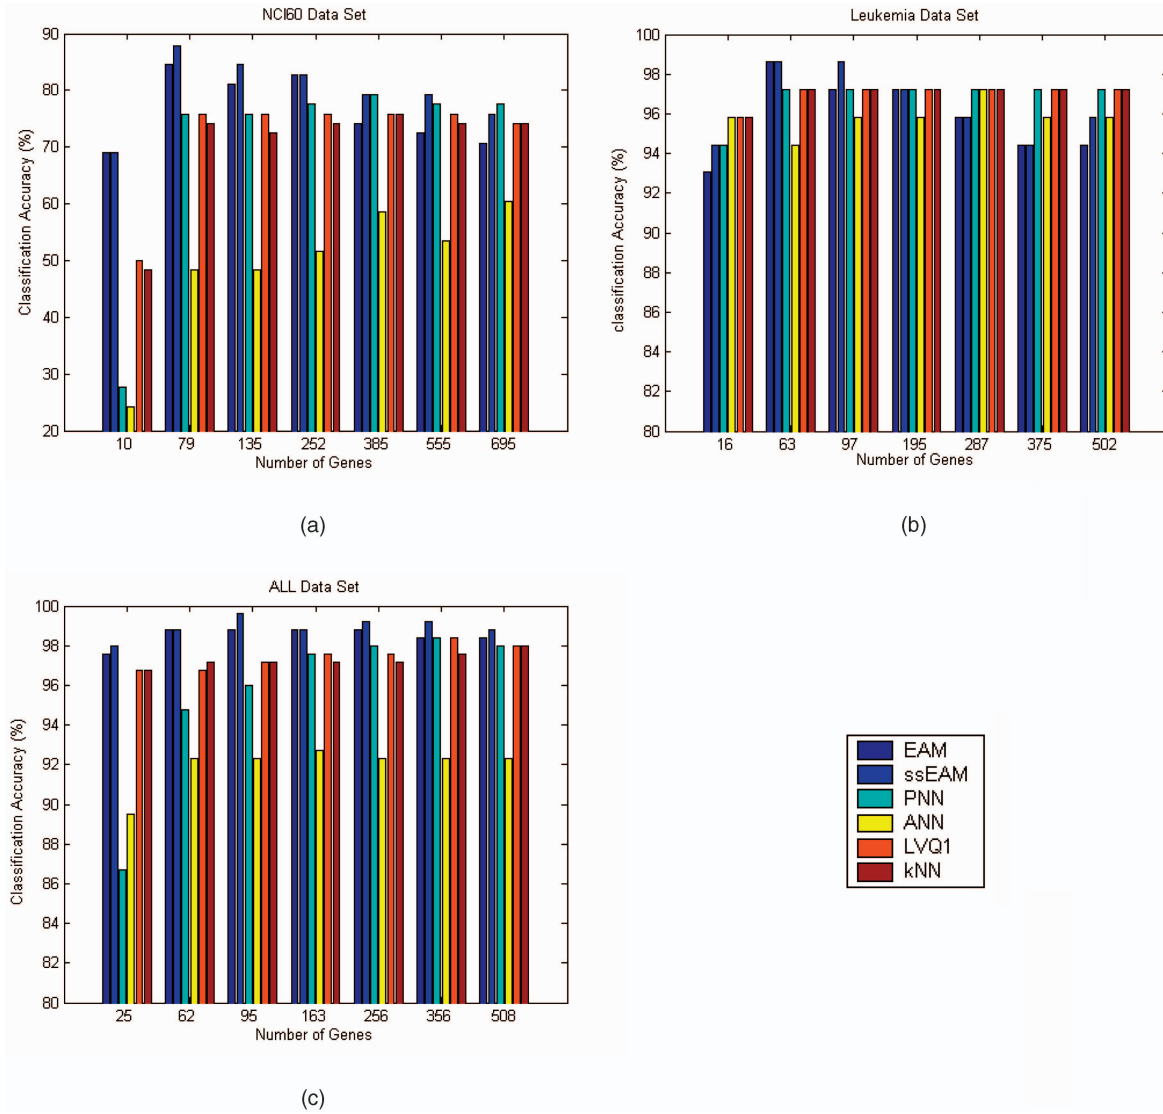 NCI60 Data Set
90
80
70
60
50
40
30
20
Classification Accuracy (%)
10 79 135 252 385 555 695
Number of Genes
(a)
Leukemia Data Set
100
98
96
94
92
90
88
86
84
82
80
classification Accuracy (%)
16 63 97 195 287 375 502
Number of Genes
(b)
ALL Data Set
100
98
96
94
92
90
88
86
84
82
80
Classification Accuracy (%)
25 62 95 163 256 356 508
Number of Genes
(c)
EAM
ssEAM
PNN
ANN
LVQ1
kNN